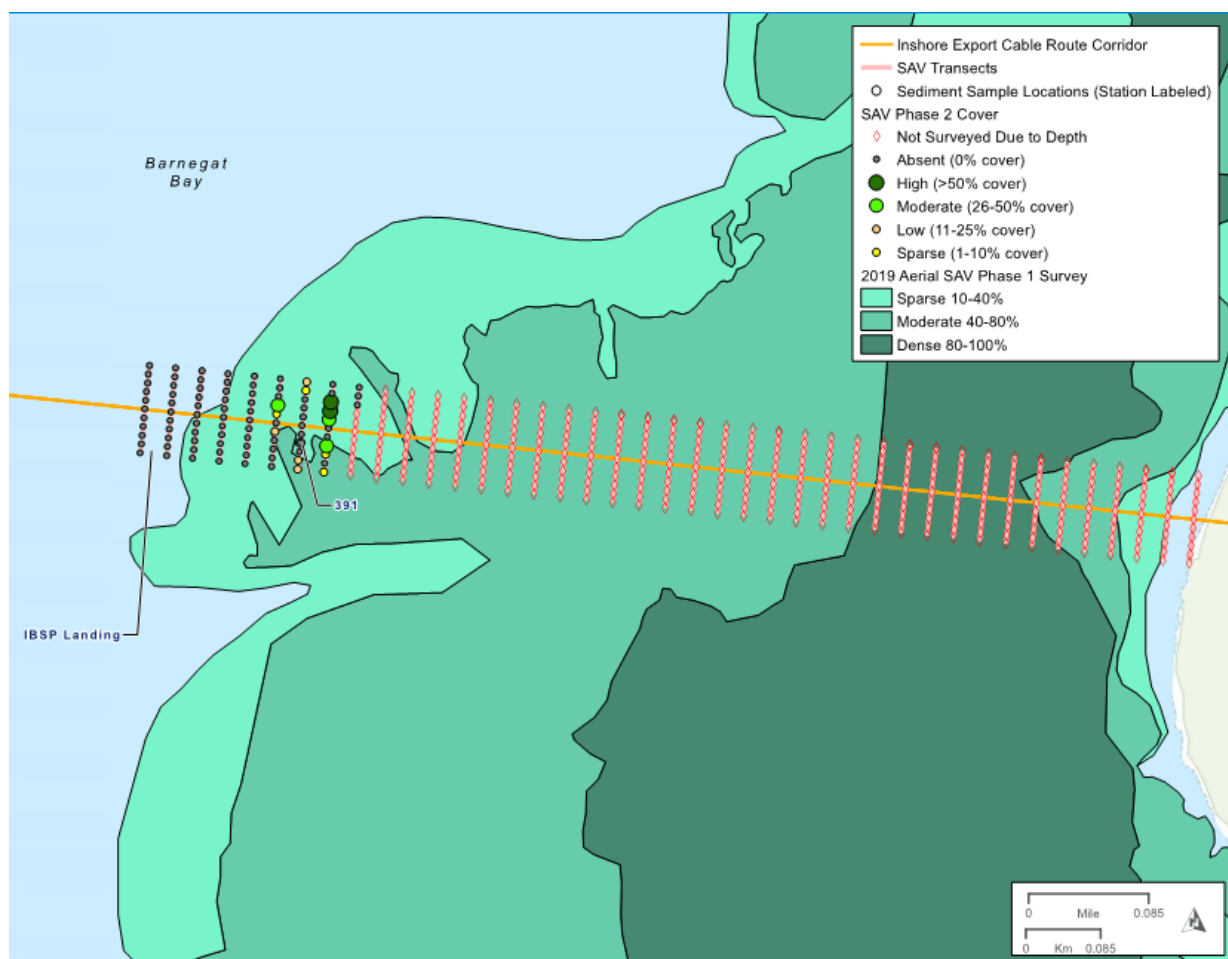 Inshore Export Cable Route Corridor
SAV Transects
Sediment Sample Locations (Station Labeled)
SAV Phase 2 Cover
Not Surveyed Due to Depth
Absent (0% cover)
High (>50% cover)
Moderate (26-50% cover)
Low (11-25% cover)
Sparse (1-10% cover)
2019 Aerial SAV Phase 1 Survey
Sparse 10-40%
Moderate 40-80%
Dense 80-100%
Barnegat
Bay
391
IBSP Landing
0 Mile 0.085
0 Km 0.085
N